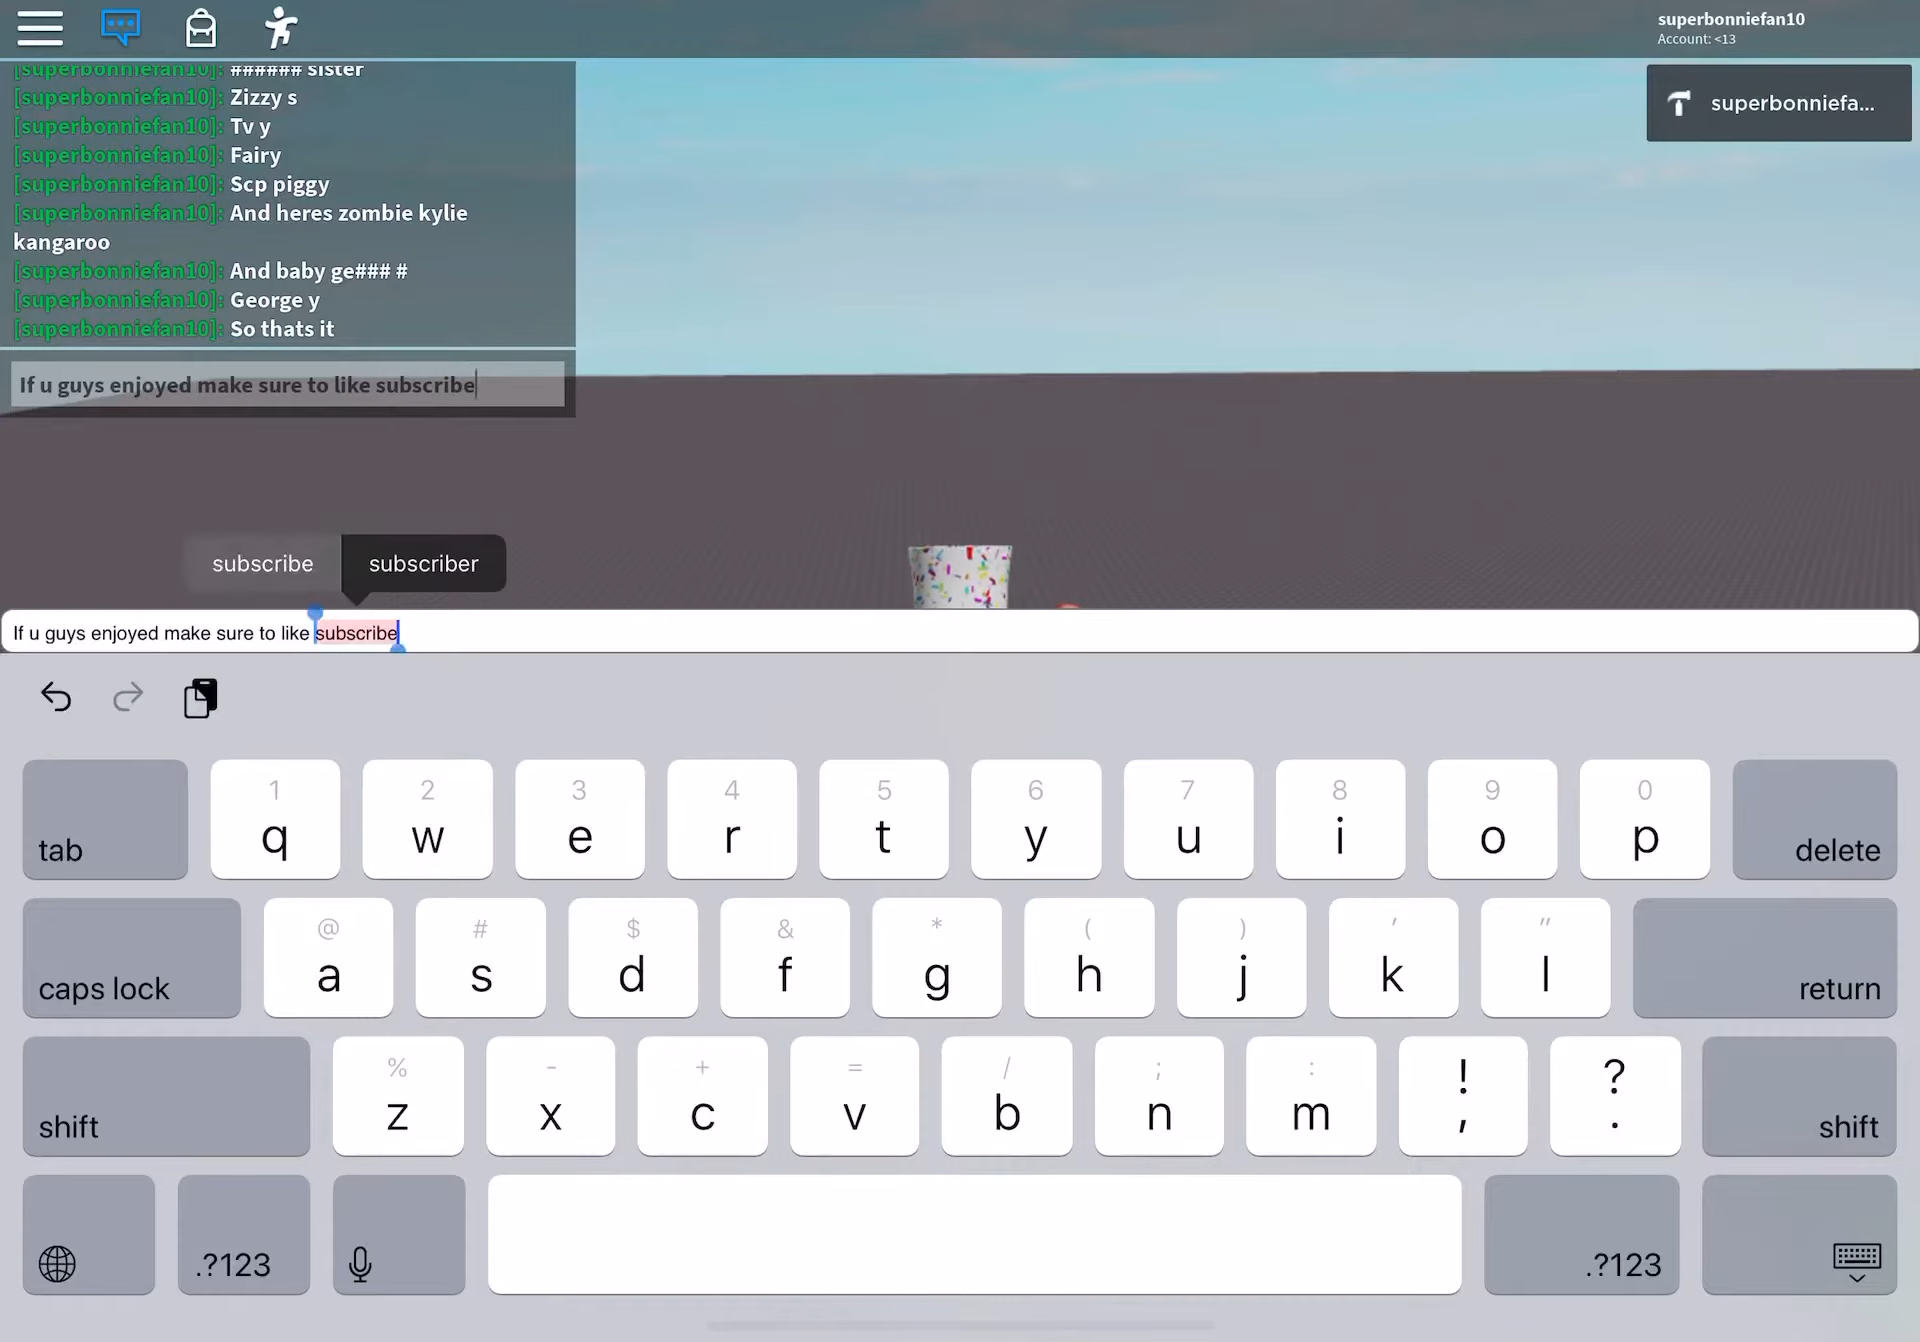 superbonniefan10
Account: <13
superbonniefa...
[superbonniefan10]: ###### sister
[superbonniefan10]: Zizzy s
[superbonniefan10]: Tv y
[superbonniefan10]: Fairy
[superbonniefan10]: Scp piggy
[superbonniefan10]: And heres zombie kylie
kangaroo
[superbonniefan10]: And baby ge### #
[superbonniefan10]: George y
[superbonniefan10]: So thats it
If u guys enjoyed make sure to like subscribe
subscribe subscriber
If u guys enjoyed make sure to like subscribe
1 2 3 4 5 6 7 8 9 0
tab q w e r t y u i o p delete
@ # $ & * ( ) ' "
caps lock a s d f g h j k l return
% - + = / ; : ! ?
shift z x c v b n m , . shift
.?123 .?123